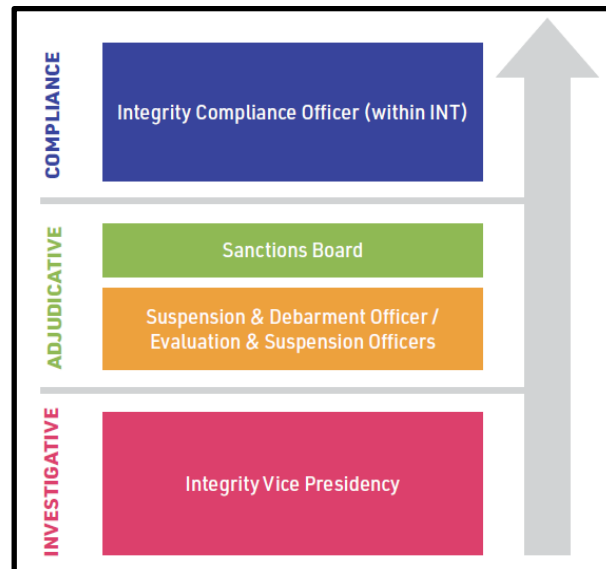 COMPLIANCE
Integrity Compliance Officer (within INT)
ADJUDICATIVE
Sanctions Board
Suspension & Debarment Officer /
Evaluation & Suspension Officers
INVESTIGATIVE
Integrity Vice Presidency